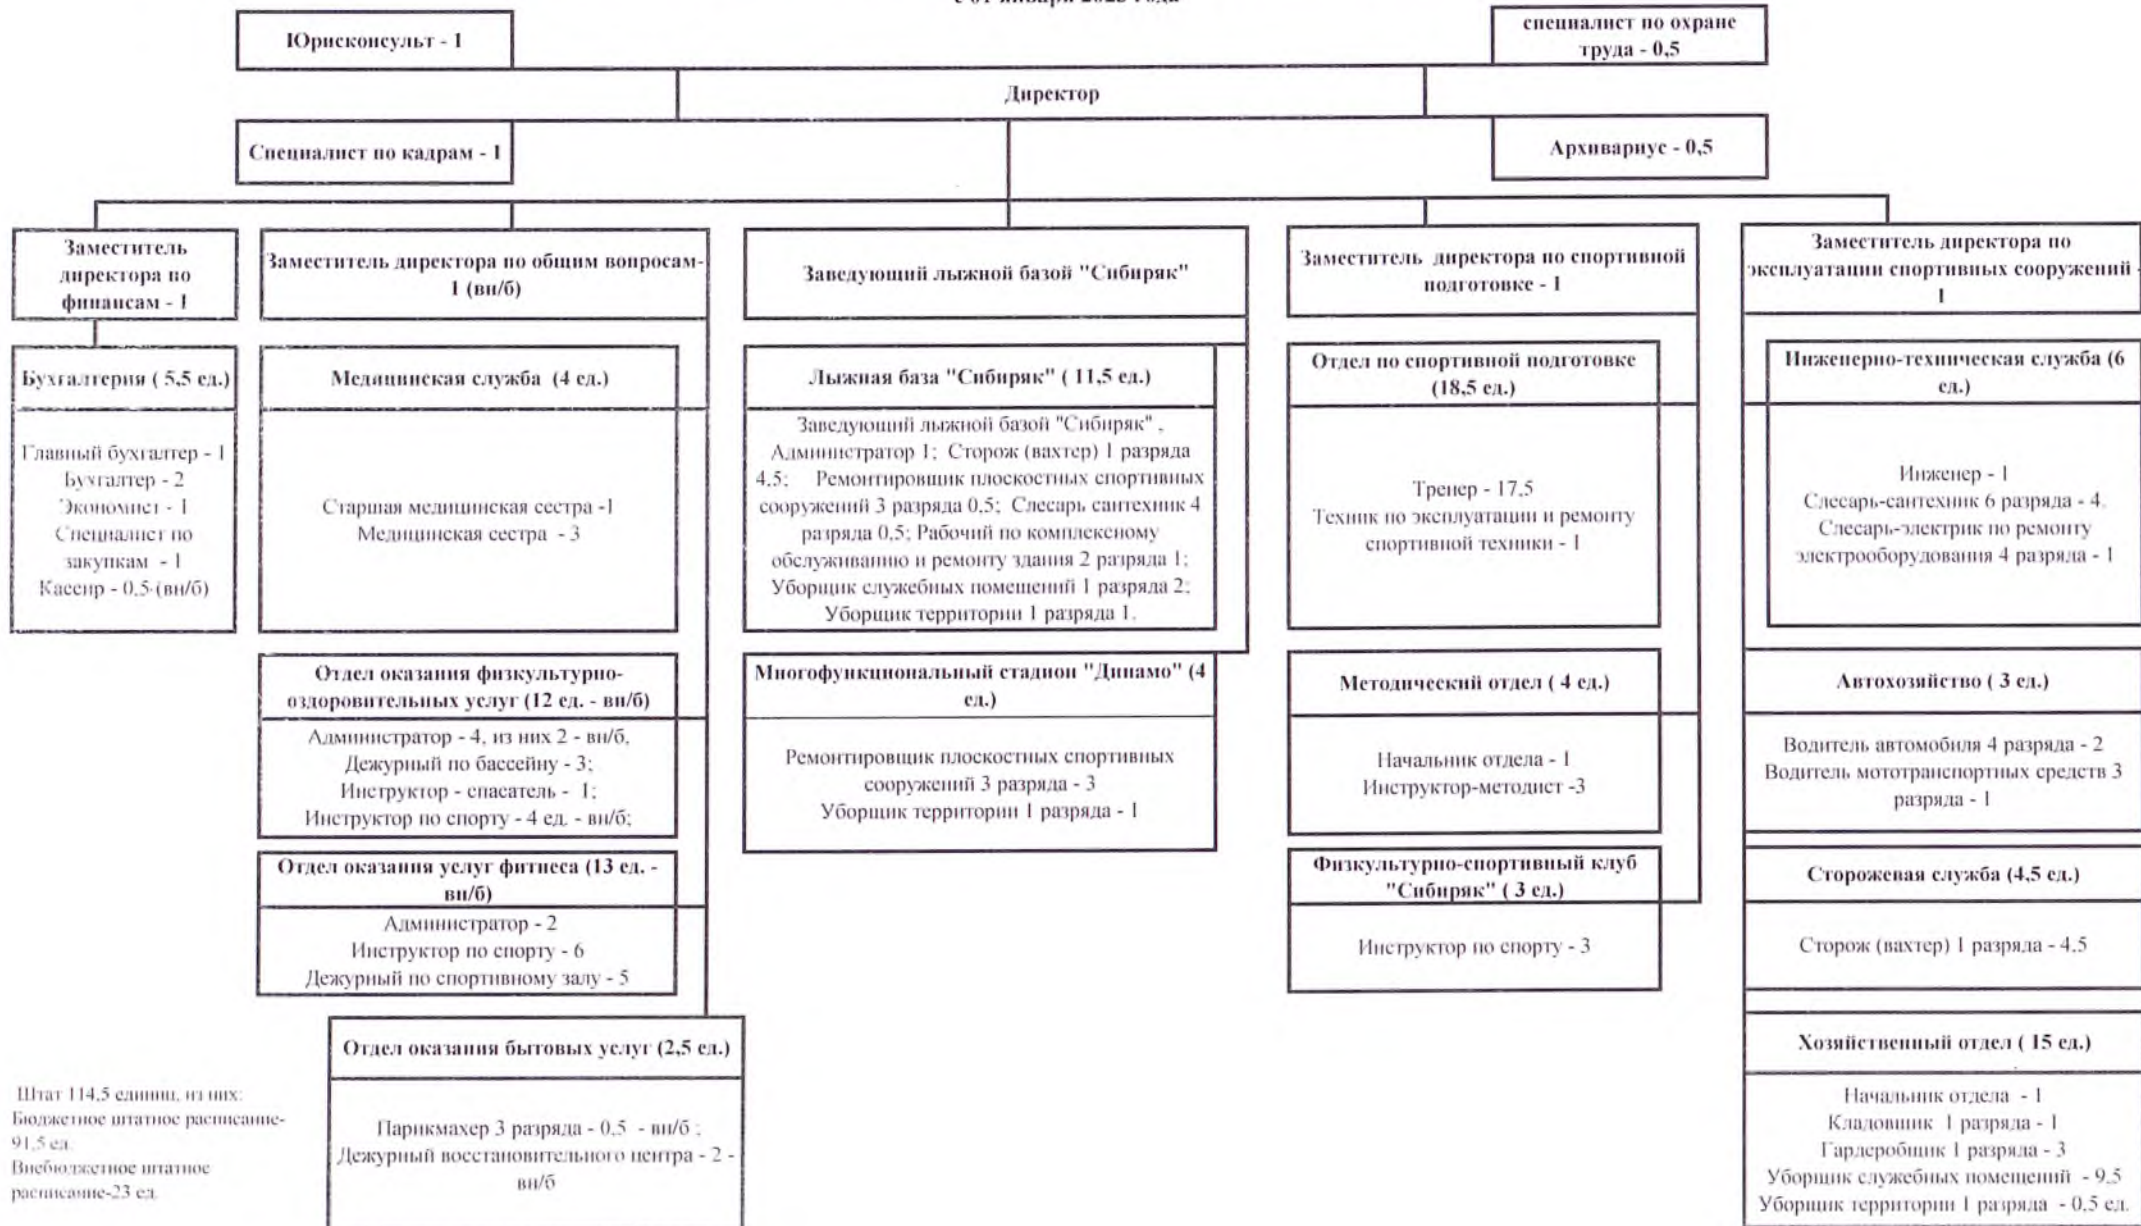 Юрисконсульт - 1
специалист по охране
труда - 0,5
Директор
Специалист по кадрам - 1
Архивариус - 0,5
Заместитель
директора по
финансам - 1
Заместитель директора по общим вопросам-
1 (вн/б)
Заведующий лыжной базой "Сибиряк"
Заместитель директора по спортивной
подготовке - 1
Заместитель директора по
эксплуатации спортивных сооружений -
1
Бухгалтерия ( 5,5 ед.)
Главный бухгалтер - 1
Бухгалтер - 2
Экономист - 1
Специалист по
закупкам - 1
Кассир - 0,5 (вн/б)
Медицинская служба (4 ед.)
Старшая медицинская сестра -1
Медицинская сестра - 3
Лыжная база "Сибиряк" ( 11,5 ед.)
Заведующий лыжной базой "Сибиряк" ,
Администратор 1; Сторож (вахтер) 1 разряда
4,5; Ремонтировщик плоскостных спортивных
сооружений 3 разряда 0,5; Слесарь сантехник 4
разряда 0,5; Рабочий по комплексному
обслуживанию и ремонту здания 2 разряда 1;
Уборщик служебных помещений 1 разряда 2;
Уборщик территории 1 разряда 1.
Отдел по спортивной подготовке
(18,5 ед.)
Тренер - 17,5
Техник по эксплуатации и ремонту
спортивной техники - 1
Инженерно-техническая служба (6
ед.)
Инженер - 1
Слесарь-сантехник 6 разряда - 4,
Слесарь-электрик по ремонту
электрооборудования 4 разряда - 1
Отдел оказания физкультурно-
оздоровительных услуг (12 ед. - вн/б)
Администратор - 4, из них 2 - вн/б,
Дежурный по бассейну - 3;
Инструктор - спасатель - 1;
Инструктор по спорту - 4 ед. - вн/б;
Многофункциональный стадион "Динамо" (4
ед.)
Ремонтировщик плоскостных спортивных
сооружений 3 разряда - 3
Уборщик территории 1 разряда - 1
Методический отдел ( 4 ед.)
Начальник отдела - 1
Инструктор-методист -3
Автохозяйство ( 3 ед.)
Водитель автомобиля 4 разряда - 2
Водитель мототранспортных средств 3
разряда - 1
Отдел оказания услуг фитнеса (13 ед. -
вн/б)
Администратор - 2
Инструктор по спорту - 6
Дежурный по спортивному залу - 5
Физкультурно-спортивный клуб
"Сибиряк" ( 3 ед.)
Инструктор по спорту - 3
Сторожевая служба (4,5 ед.)
Сторож (вахтер) 1 разряда - 4,5
Отдел оказания бытовых услуг (2,5 ед.)
Парикмахер 3 разряда - 0,5 - вн/б ;
Дежурный восстановительного центра - 2 -
вн/б
Хозяйственный отдел ( 15 ед.)
Начальник отдела - 1
Кладовщик 1 разряда - 1
Гардеробщик 1 разряда - 3
Уборщик служебных помещений - 9,5
Уборщик территории 1 разряда - 0,5 ед.
Штат 114,5 единиц, из них:
Бюджетное штатное расписание-
91,5 ед.
Внебюджетное штатное
расписание-23 ед.